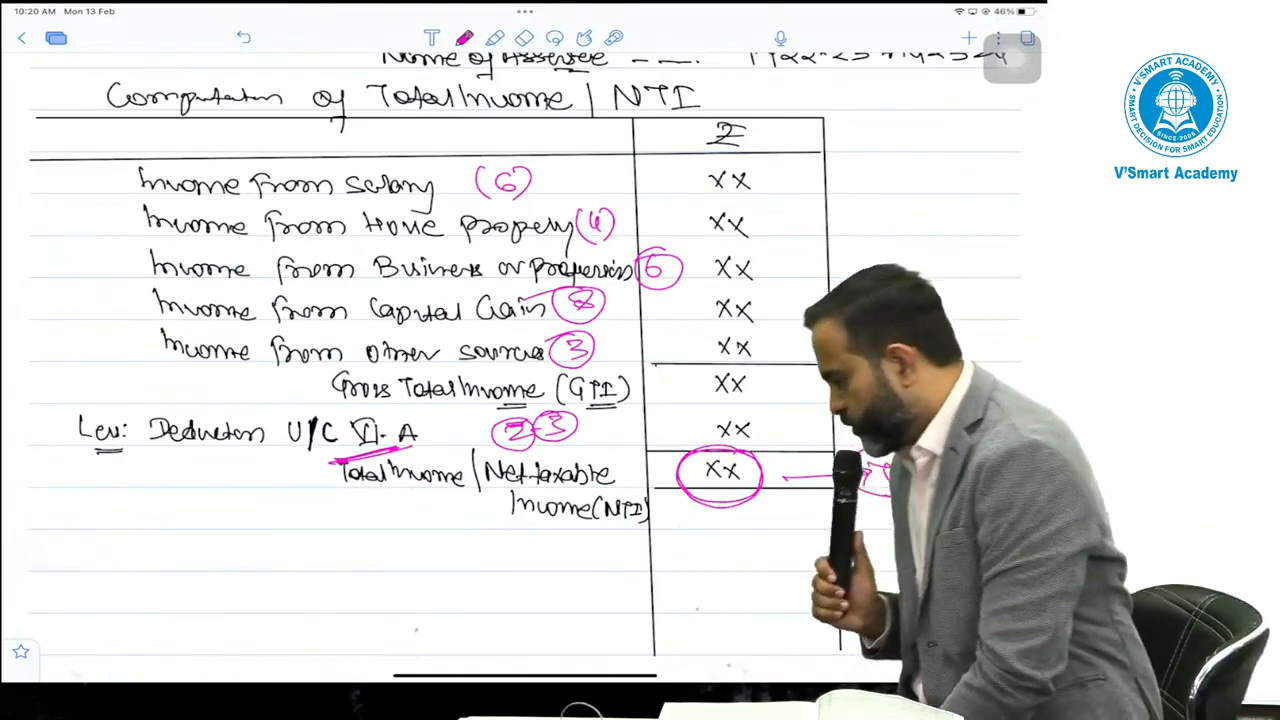 10:20 AM Mon 13 Feb
46%
Name of Assessee
Computation of Total Income | NTI
₹
Income from Salary (6) XX
Income from House property (4) XX
Income from Business or profession 6 XX
Income from Capital Gain 8 XX
Income from other sources 3 XX
Gross Total Income (GTI) XX
Less: Deduction U/C VI-A 2-3 XX
Total Income | Net taxable XX
Income (NTI)
V'SMART ACADEMY
SMART DECISION FOR SMART EDUCATION
SINCE-2008
V'Smart Academy